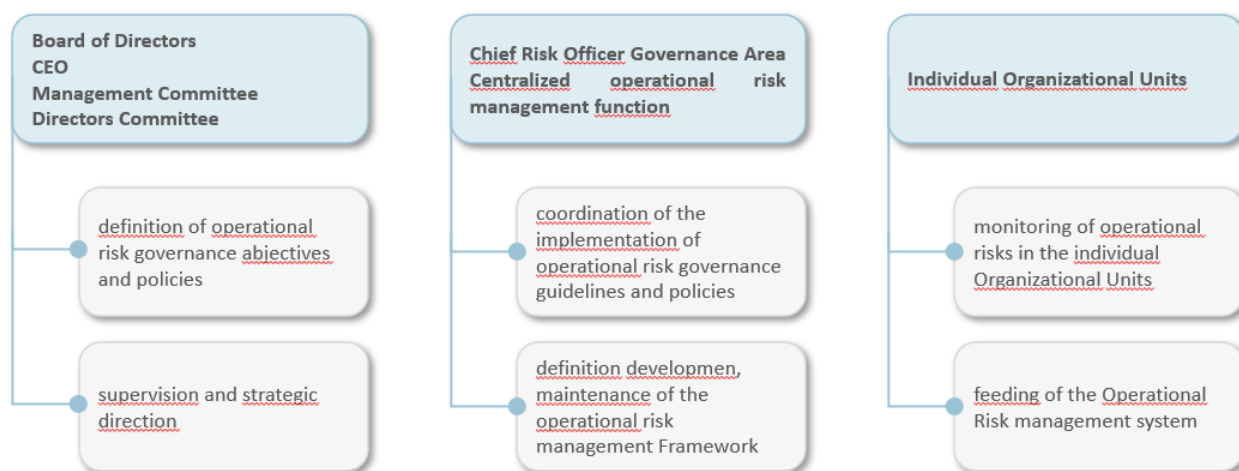 Board of Directors
CEO
Management Committee
Directors Committee
definition of operational
risk governance abjectives
and policies
supervision and strategic
direction
Chief Risk Officer Governance Area
Centralized operational risk
management function
coordination of the
implementation of
operational risk governance
guidelines and policies
definition developmen,
maintenance of the
operational risk
management Framework
Individual Organizational Units
monitoring of operational
risks in the individual
Organizational Units
feeding of the Operational
Risk management system